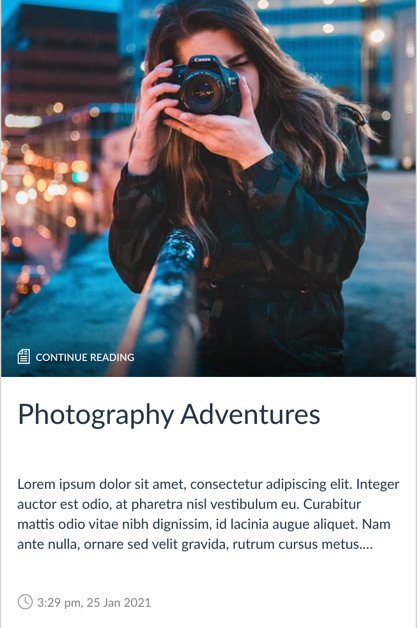 Canon
CONTINUE READING
Photography Adventures
Lorem ipsum dolor sit amet, consectetur adipiscing elit. Integer
auctor est odio, at pharetra nisl vestibulum eu. Curabitur
mattis odio vitae nibh dignissim, id lacinia augue aliquet. Nam
ante nulla, ornare sed velit gravida, rutrum cursus metus....
3:29 pm, 25 Jan 2021